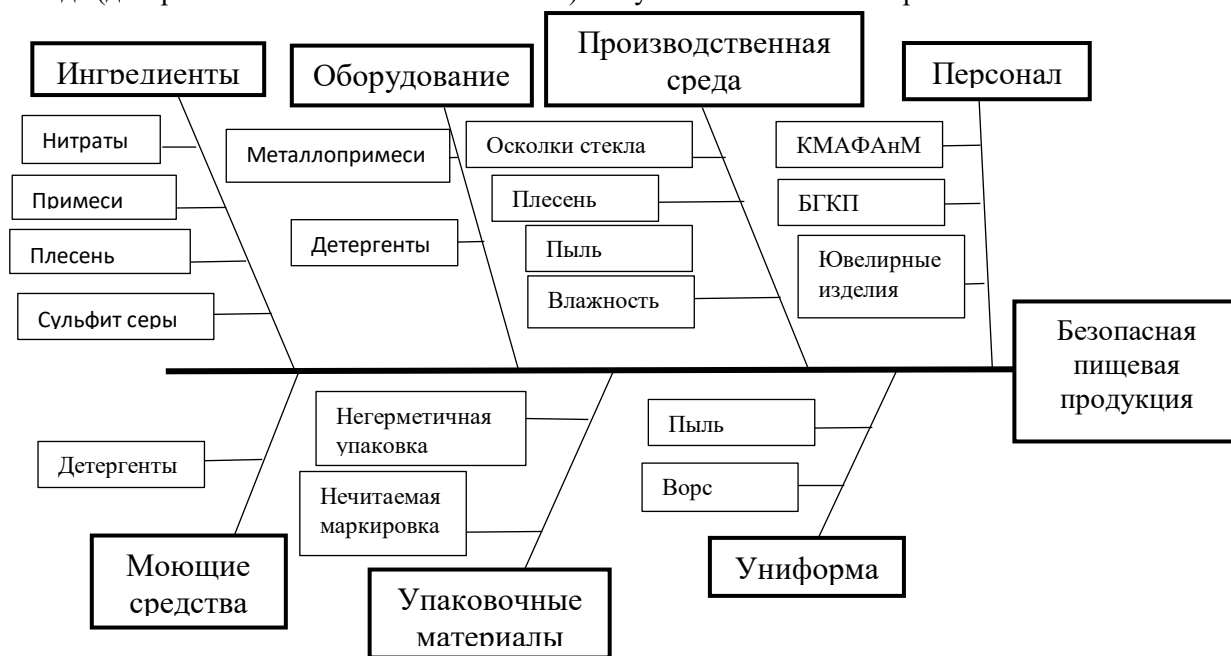 Ингредиенты
Оборудование
Производственная
среда
Персонал
Нитраты
Примеси
Плесень
Сульфит серы
Металлопримеси
Детергенты
Осколки стекла
Плесень
Пыль
Влажность
КМАФАнМ
БГКП
Ювелирные
изделия
Безопасная
пищевая
продукция
Детергенты
Негерметичная
упаковка
Нечитаемая
маркировка
Пыль
Ворс
Моющие
средства
Упаковочные
материалы
Униформа